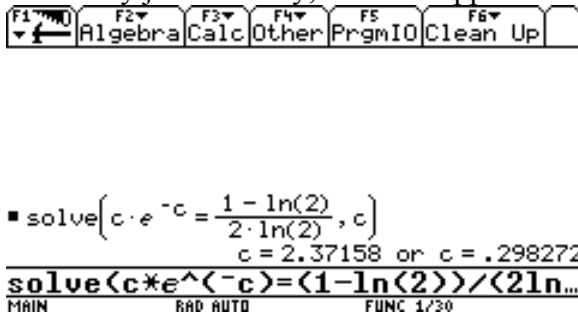 F1 F2 F3 F4 F5 F6
Algebra Calc Other PrgmIO Clean Up
▪ solve(c·e^-c = (1 - ln(2))/(2·ln(2)), c)
c = 2.37158 or c = .298272
solve(c*e^(-c)=(1-ln(2))/(2ln…
MAIN RAD AUTO FUNC 1/30